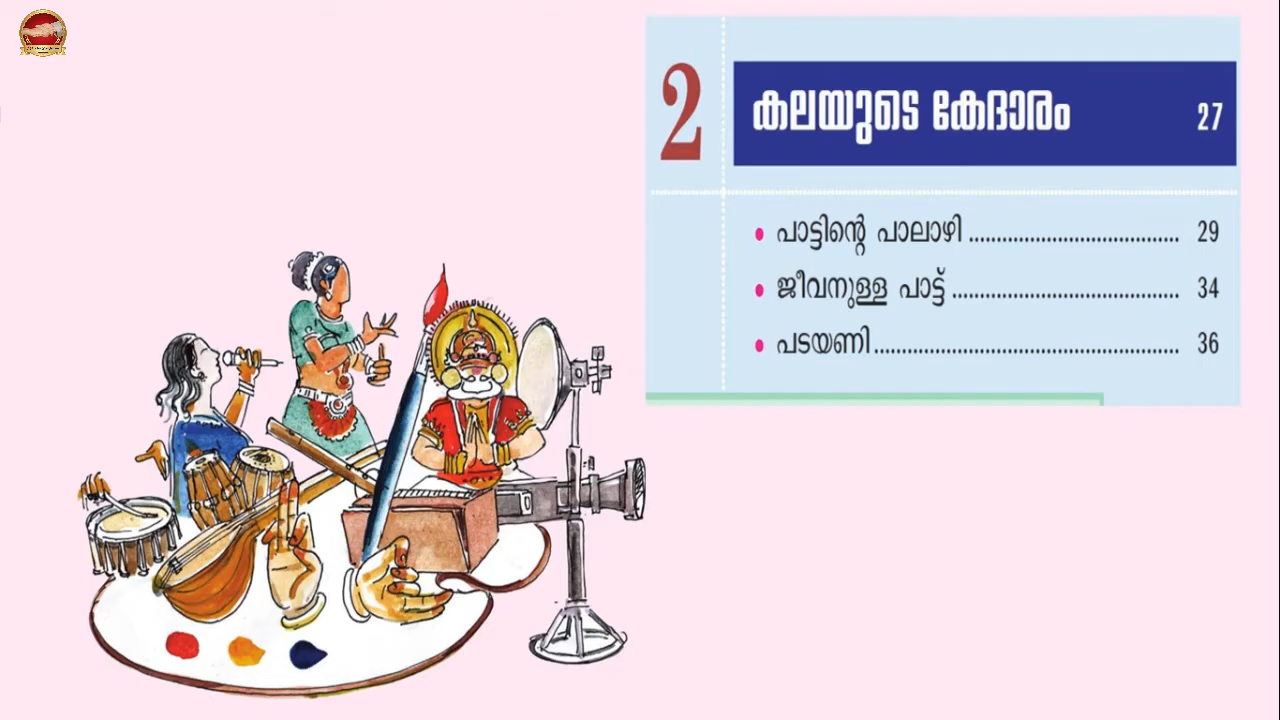 2
കലയുടെ കേദാരം 27
• പാട്ടിന്റെ പാലാഴി ...................................... 29
• ജീവനുള്ള പാട്ട് ......................................... 34
• പടയണി ....................................................... 36